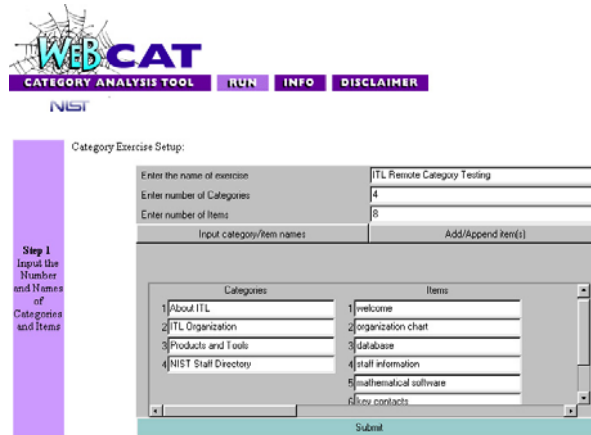 WEBCAT
CATEGORY ANALYSIS TOOL RUN INFO DISCLAIMER
NIST
Category Exercise Setup:
Enter the name of exercise ITL Remote Category Testing
Enter number of Categories 4
Enter number of Items 8
Input category/item names Add/Append item(s)
Step 1
Input the
Number
and Names
of
Categories
and Items
Categories Items
1 About ITL 1 welcome
2 ITL Organization 2 organization chart
3 Products and Tools 3 database
4 NIST Staff Directory 4 staff information
5 mathematical software
6 key contacts
Submit